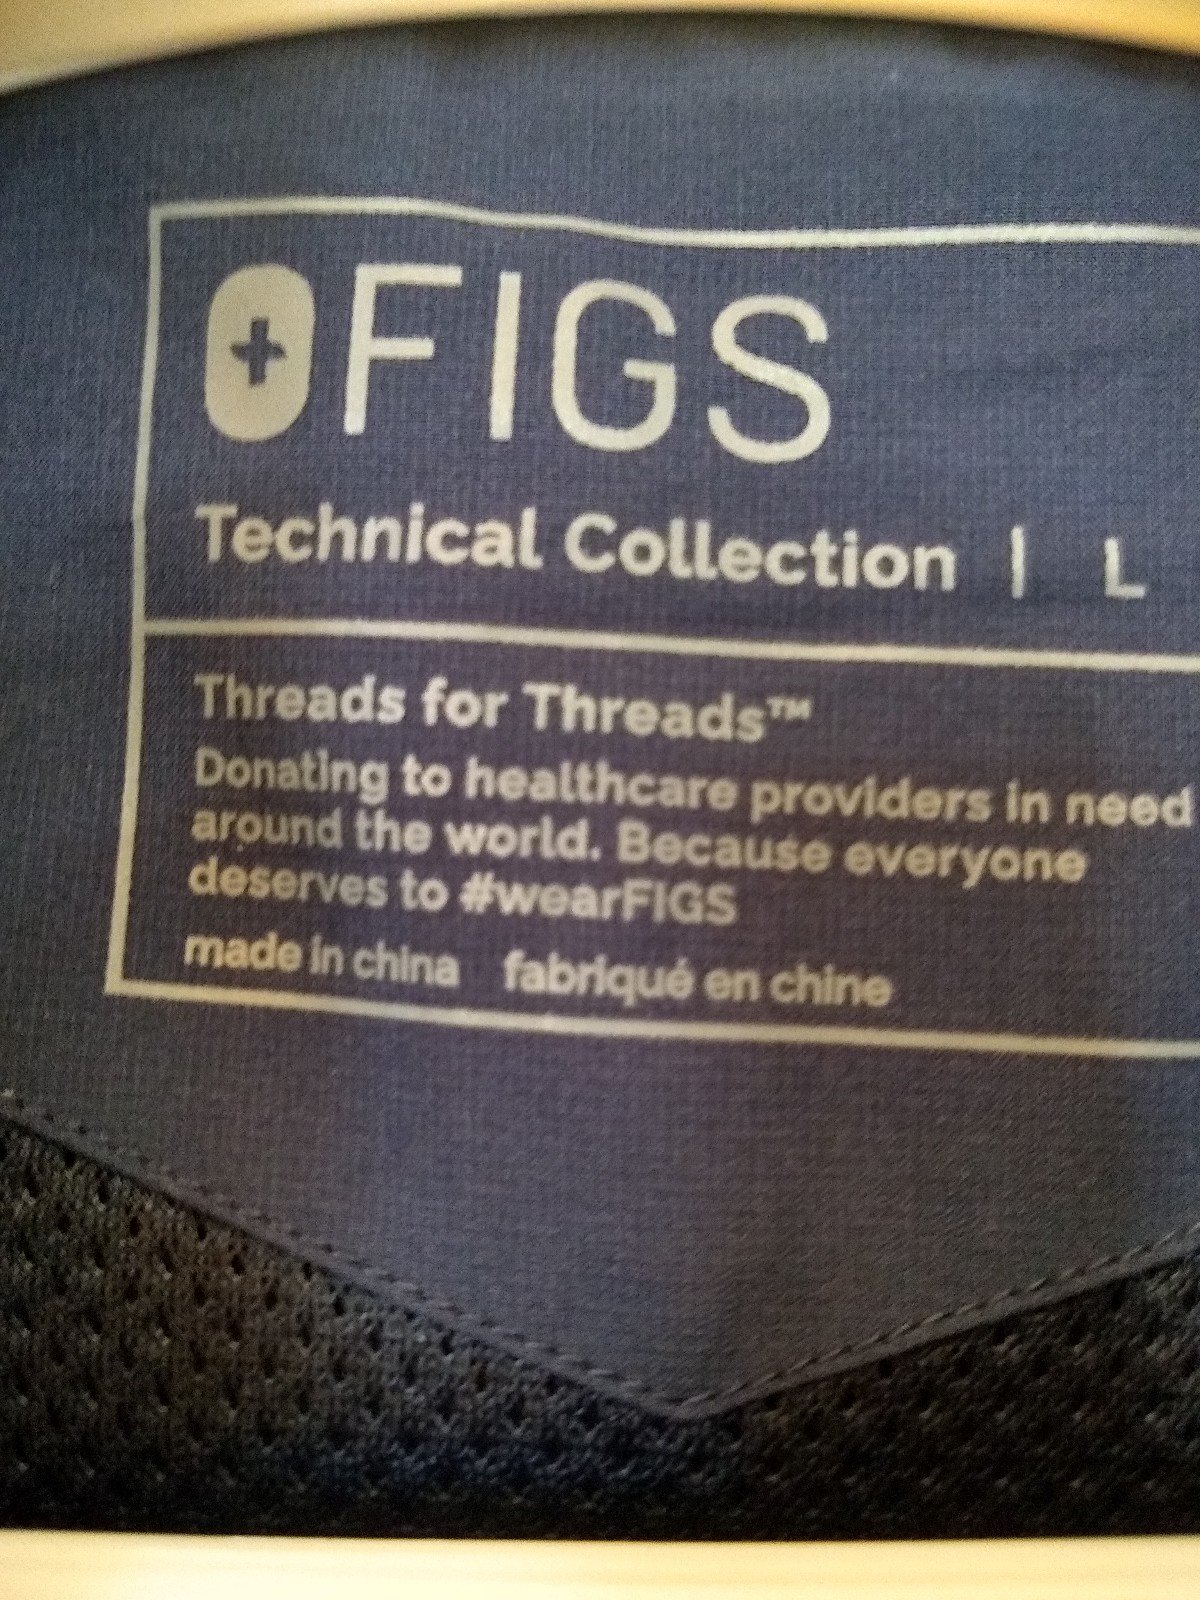 FIGS
Technical Collection | L
Threads for Threads™
Donating to healthcare providers in need
around the world. Because everyone
deserves to #wearFIGS
made in china fabriqué en chine